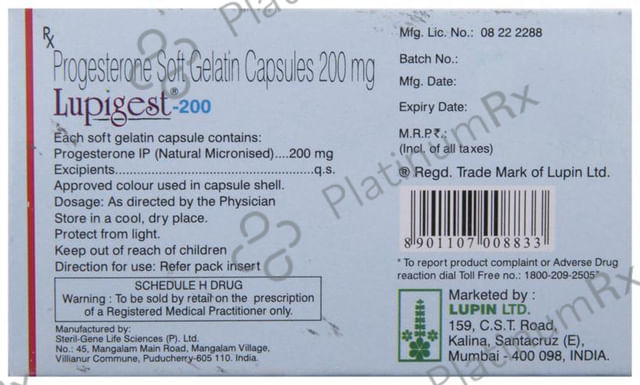 Rx
Progesterone Soft Gelatin Capsules 200 mg
Lupigest®-200
Each soft gelatin capsule contains:
Progesterone IP (Natural Micronised)....200 mg
Excipients..................................................q.s.
Approved colour used in capsule shell.
Dosage: As directed by the Physician
Store in a cool, dry place.
Protect from light.
Keep out of reach of children
Direction for use: Refer pack insert
SCHEDULE H DRUG
Warning : To be sold by retail on the prescription
of a Registered Medical Practitioner only.
Manufactured by:
Steril-Gene Life Sciences (P). Ltd.
No.: 45, Mangalam Main Road, Mangalam Village,
Villianur Commune, Puducherry-605 110. India.
Mfg. Lic. No.: 08 22 2288
Batch No.:
Mfg. Date:
Expiry Date:
M.R.P.₹.:
(Incl. of all taxes)
® Regd. Trade Mark of Lupin Ltd.
8 901107 008833
* To report product complaint or Adverse Drug
reaction dial Toll Free no.: 1800-209-2505*
Marketed by :
LUPIN LTD.
159, C.S.T. Road,
Kalina, Santacruz (E),
Mumbai - 400 098, INDIA.
PlatinumRx
PlatinumRx
PlatinumRx